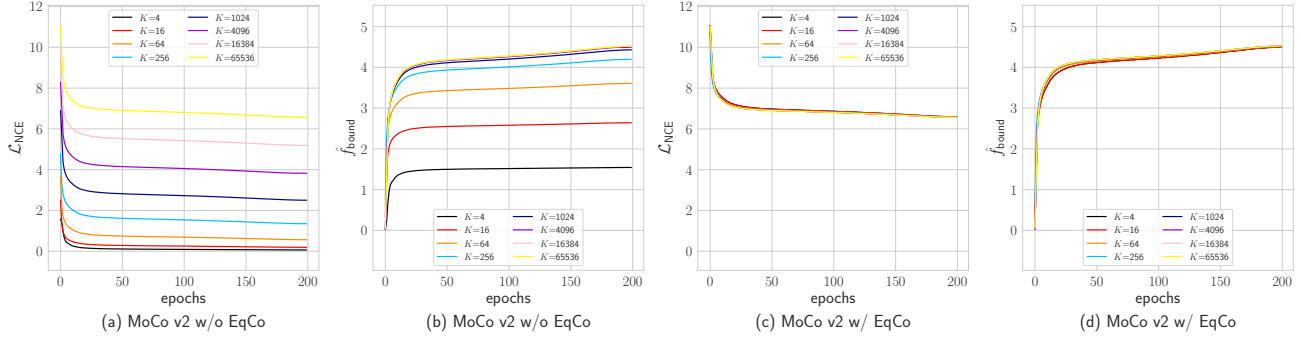 12
10
8
6
4
2
0
0 50 100 150 200
K=4 K=1024
K=16 K=4096
K=64 K=16384
K=256 K=65536
ℒNCE
epochs
(a) MoCo v2 w/o EqCo
5
4
3
2
1
0
0 50 100 150 200
K=4 K=1024
K=16 K=4096
K=64 K=16384
K=256 K=65536
f̂bound
epochs
(b) MoCo v2 w/o EqCo
12
10
8
6
4
2
0
0 50 100 150 200
K=4 K=1024
K=16 K=4096
K=64 K=16384
K=256 K=65536
ℒNCE
epochs
(c) MoCo v2 w/ EqCo
5
4
3
2
1
0
0 50 100 150 200
K=4 K=1024
K=16 K=4096
K=64 K=16384
K=256 K=65536
f̂bound
epochs
(d) MoCo v2 w/ EqCo